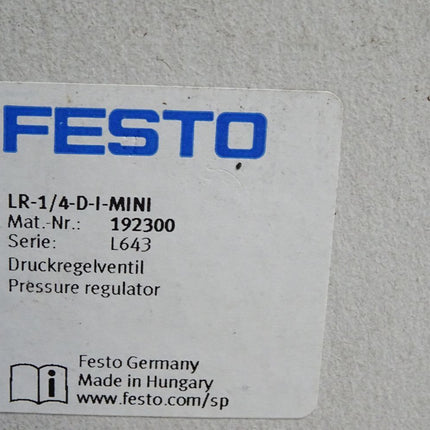 FESTO
LR-1/4-D-I-MINI
Mat.-Nr.: 192300
Serie: L643
Druckregelventil
Pressure regulator
Festo Germany
Made in Hungary
www.festo.com/sp